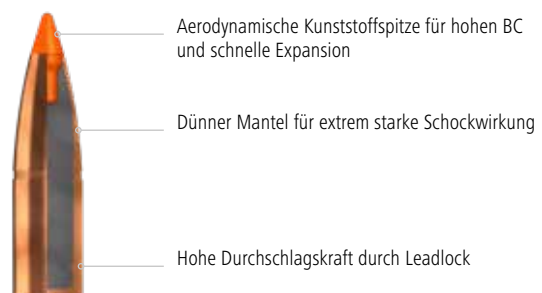 Aerodynamische Kunststoffspitze für hohen BC
und schnelle Expansion
Dünner Mantel für extrem starke Schockwirkung
Hohe Durchschlagskraft durch Leadlock